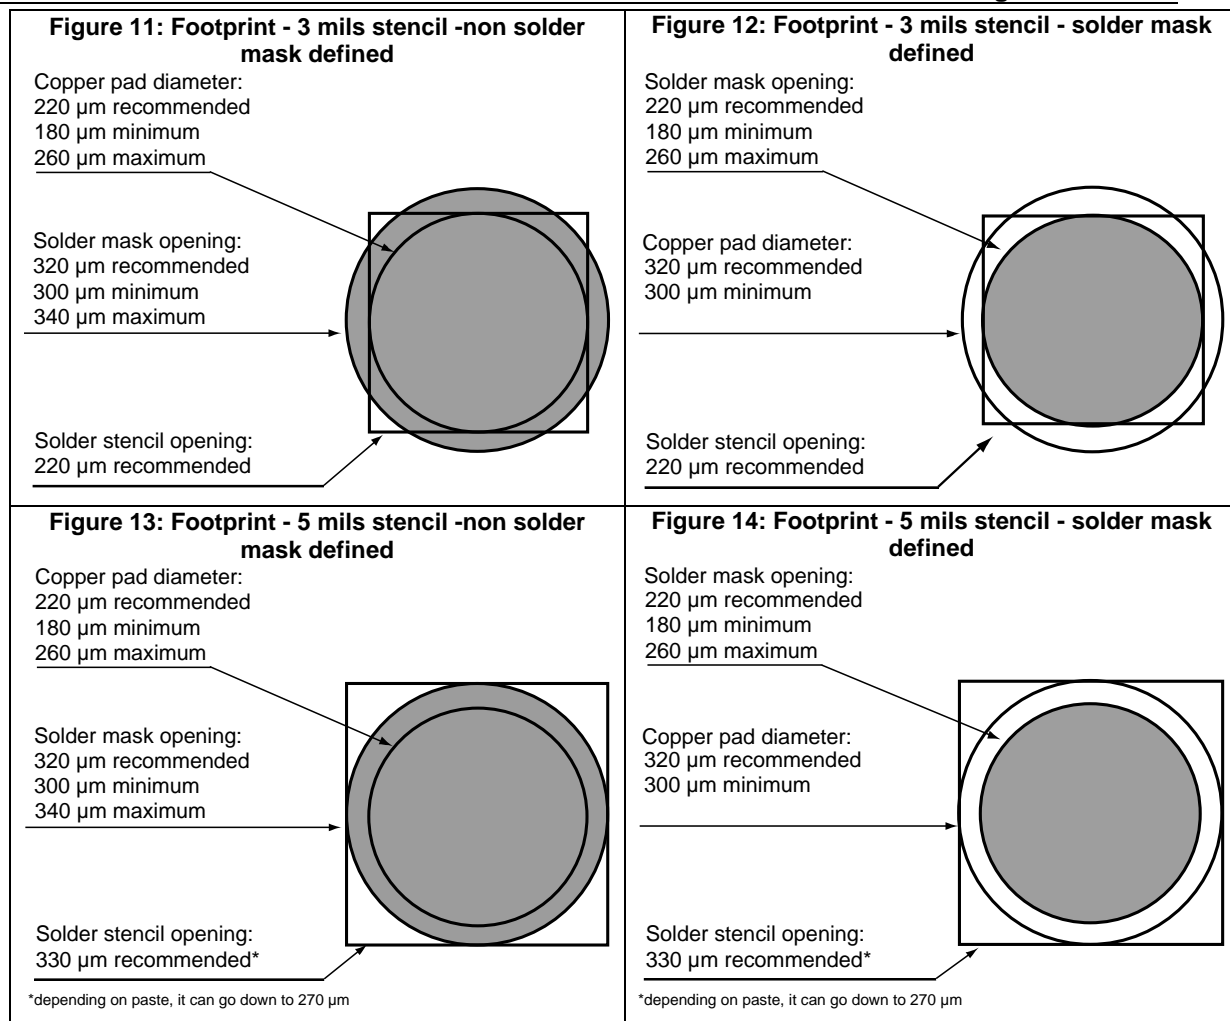 Figure 11: Footprint - 3 mils stencil -non solder
mask defined
Copper pad diameter:
220 µm recommended
180 µm minimum
260 µm maximum
Solder mask opening:
320 µm recommended
300 µm minimum
340 µm maximum
Solder stencil opening:
220 µm recommended
Figure 12: Footprint - 3 mils stencil - solder mask
defined
Solder mask opening:
220 µm recommended
180 µm minimum
260 µm maximum
Copper pad diameter:
320 µm recommended
300 µm minimum
Solder stencil opening:
220 µm recommended
Figure 13: Footprint - 5 mils stencil -non solder
mask defined
Copper pad diameter:
220 µm recommended
180 µm minimum
260 µm maximum
Solder mask opening:
320 µm recommended
300 µm minimum
340 µm maximum
Solder stencil opening:
330 µm recommended*
*depending on paste, it can go down to 270 µm
Figure 14: Footprint - 5 mils stencil - solder mask
defined
Solder mask opening:
220 µm recommended
180 µm minimum
260 µm maximum
Copper pad diameter:
320 µm recommended
300 µm minimum
Solder stencil opening:
330 µm recommended*
*depending on paste, it can go down to 270 µm